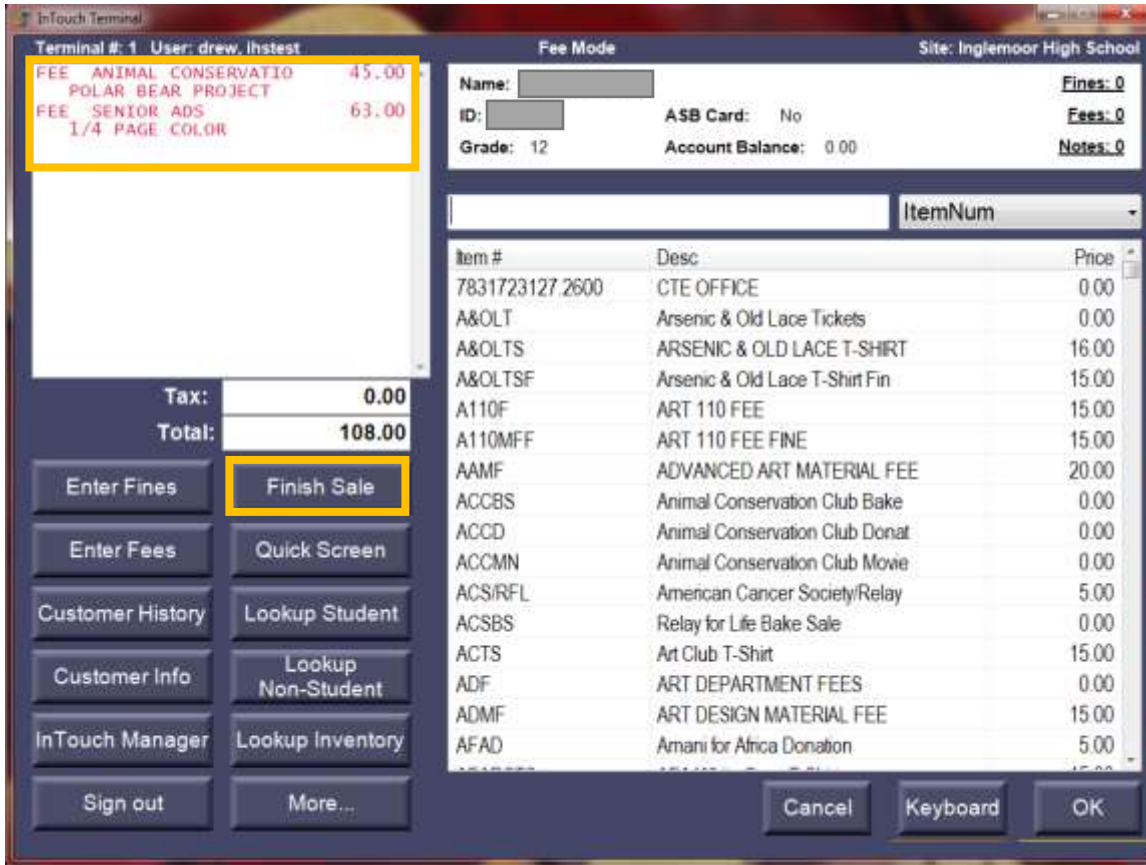 InTouch Terminal
Terminal #: 1 User: drew, ihstest Fee Mode Site: Inglemoor High School
FEE ANIMAL CONSERVATIO 45.00
POLAR BEAR PROJECT
FEE SENIOR ADS 63.00
1/4 PAGE COLOR
Name: Fines: 0
ID: ASB Card: No Fees: 0
Grade: 12 Account Balance: 0.00 Notes: 0
ItemNum
Item # Desc Price
7831723127.2600 CTE OFFICE 0.00
A&OLT Arsenic & Old Lace Tickets 0.00
A&OLTS ARSENIC & OLD LACE T-SHIRT 16.00
A&OLTSF Arsenic & Old Lace T-Shirt Fin 15.00
A110F ART 110 FEE 15.00
A110MFF ART 110 FEE FINE 15.00
AAMF ADVANCED ART MATERIAL FEE 20.00
ACCBS Animal Conservation Club Bake 0.00
ACCD Animal Conservation Club Donat 0.00
ACCMN Animal Conservation Club Movie 0.00
ACS/RFL American Cancer Society/Relay 5.00
ACSBS Relay for Life Bake Sale 0.00
ACTS Art Club T-Shirt 15.00
ADF ART DEPARTMENT FEES 0.00
ADMF ART DESIGN MATERIAL FEE 15.00
AFAD Amani for Africa Donation 5.00
Tax: 0.00
Total: 108.00
Enter Fines Finish Sale
Enter Fees Quick Screen
Customer History Lookup Student
Customer Info Lookup
Non-Student
InTouch Manager Lookup Inventory
Sign out More...
Cancel Keyboard OK